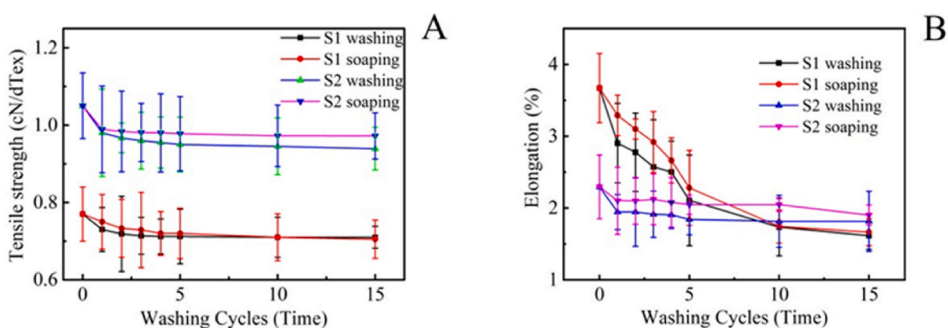 A
Tensile strength (cN/dTex)
1.2
1.0
0.8
0.6
S1 washing
S1 soaping
S2 washing
S2 soaping
0
5
10
15
Washing Cycles (Time)
B
Elongation (%)
4
3
2
1
S1 washing
S1 soaping
S2 washing
S2 soaping
0
5
10
15
Washing Cycles (Time)